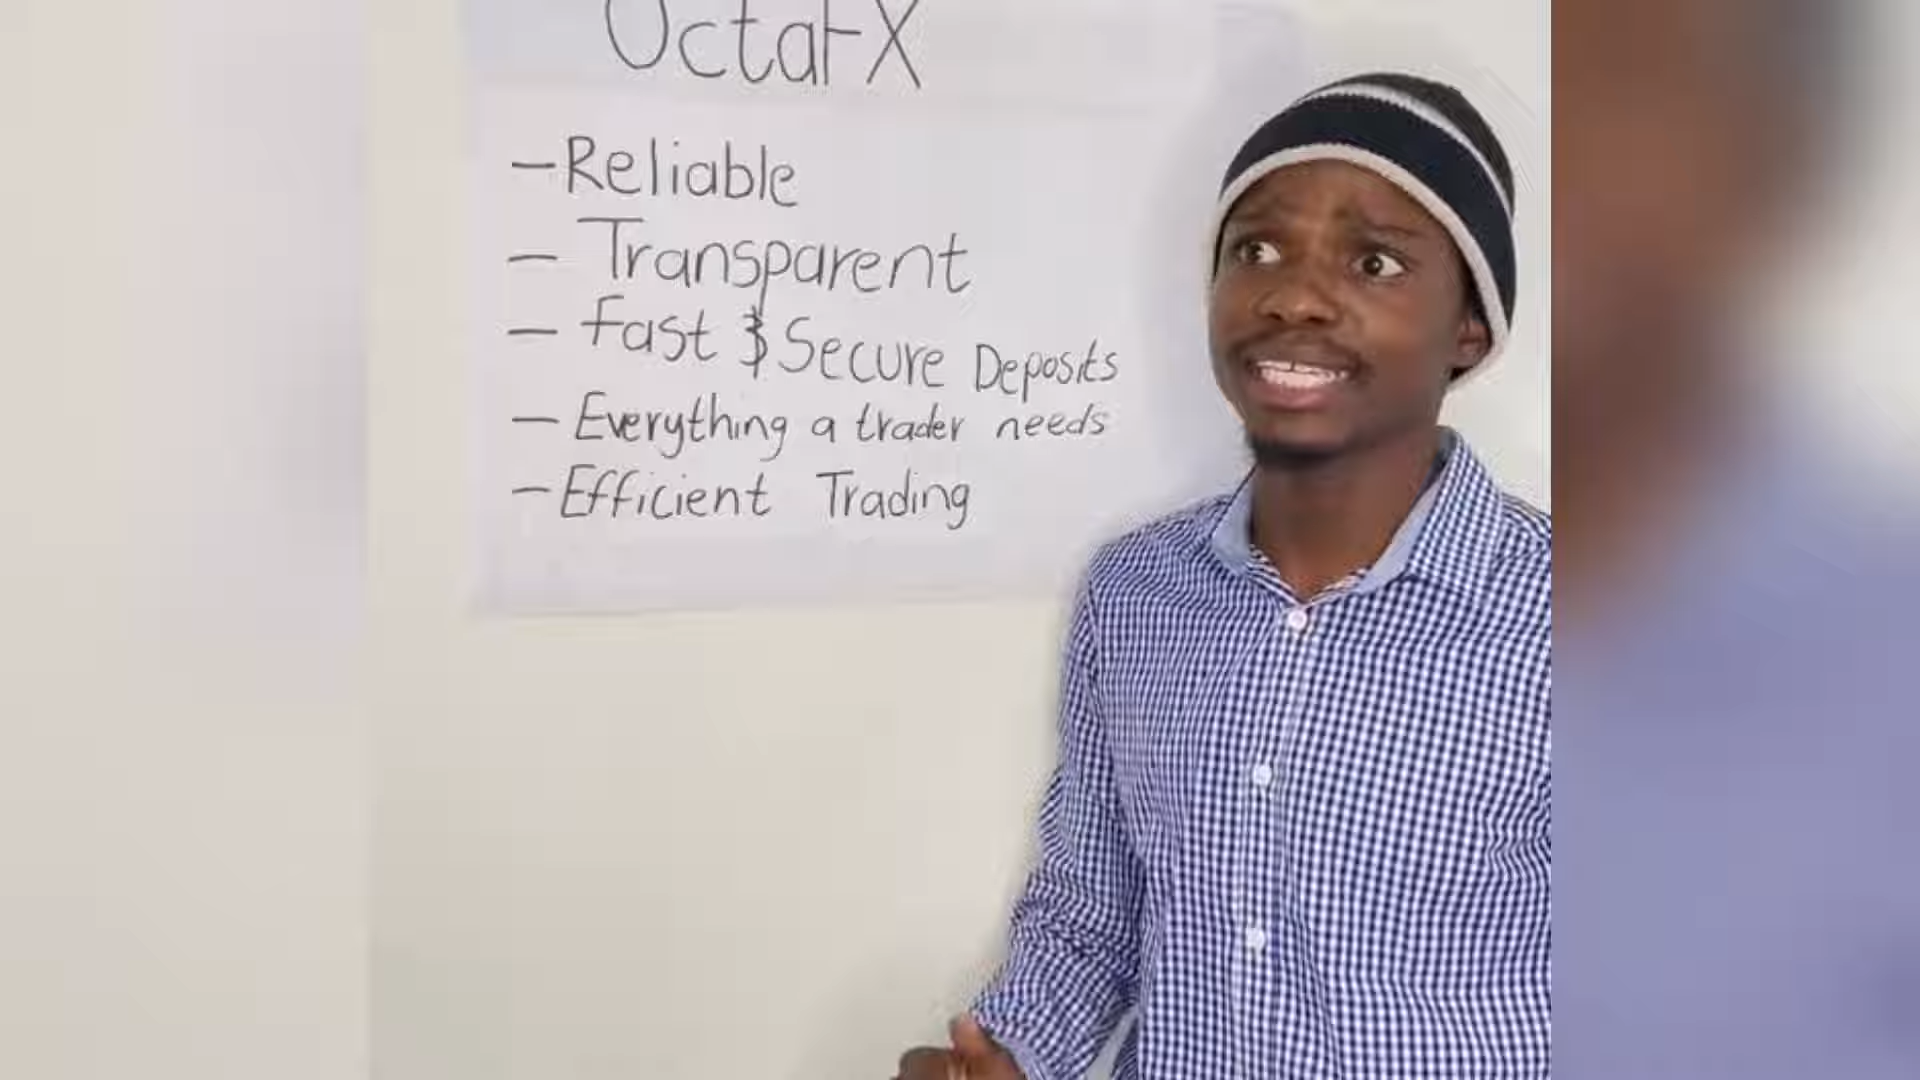 OctaFX
-Reliable
- Transparent
- Fast & Secure Deposits
- Everything a trader needs
- Efficient Trading